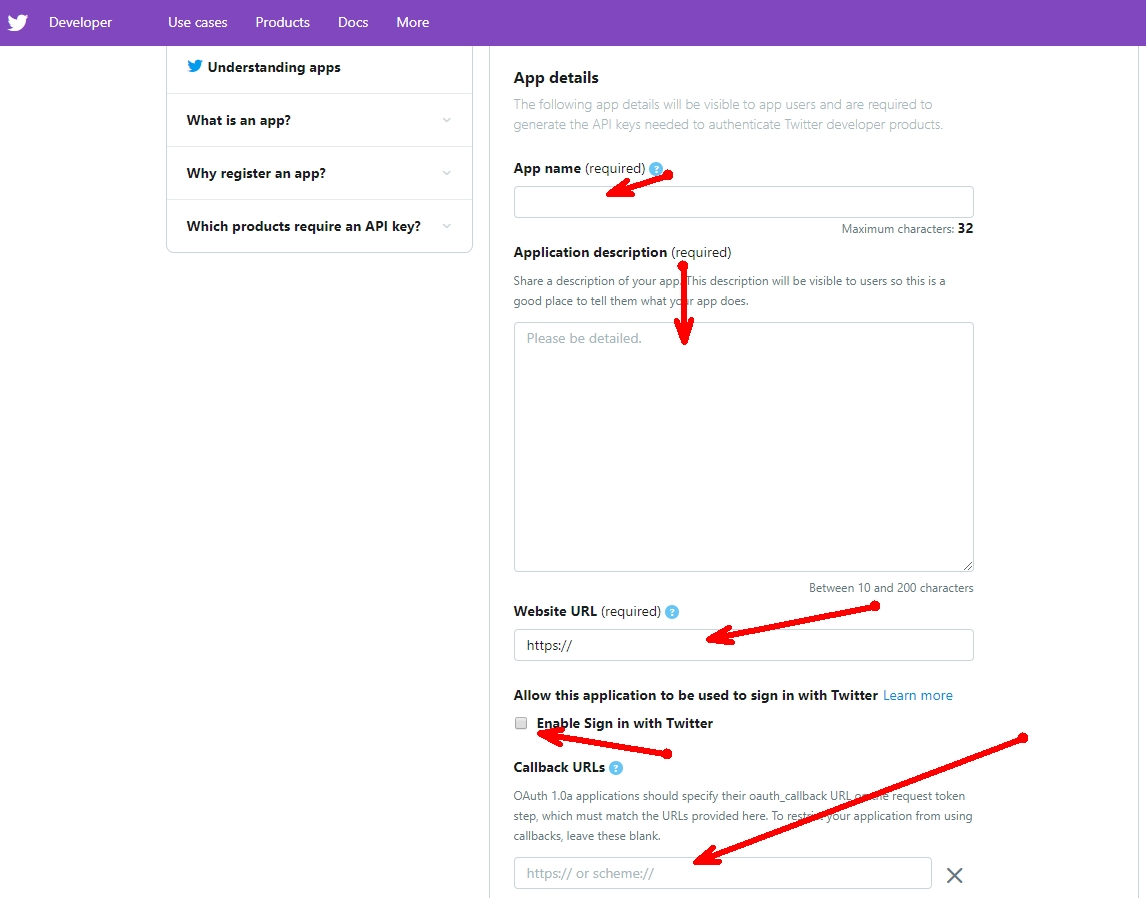 Developer Use cases Products Docs More
Understanding apps
What is an app?
Why register an app?
Which products require an API key?
App details
The following app details will be visible to app users and are required to
generate the API keys needed to authenticate Twitter developer products.
App name (required) ?
Maximum characters: 32
Application description (required)
Share a description of your app. This description will be visible to users so this is a
good place to tell them what your app does.
Please be detailed.
Between 10 and 200 characters
Website URL (required) ?
https://
Allow this application to be used to sign in with Twitter Learn more
Enable Sign in with Twitter
Callback URLs ?
OAuth 1.0a applications should specify their oauth_callback URL on the request token
step, which must match the URLs provided here. To restrict your application from using
callbacks, leave these blank.
https:// or scheme://